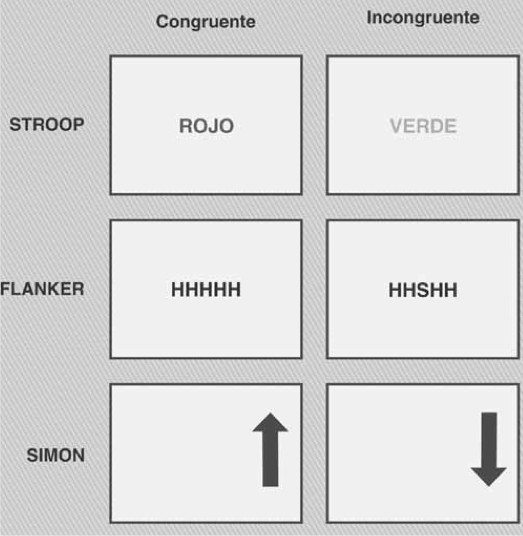 Congruente
Incongruente
STROOP
ROJO
VERDE
FLANKER
HHHHH
HHSHH
SIMON